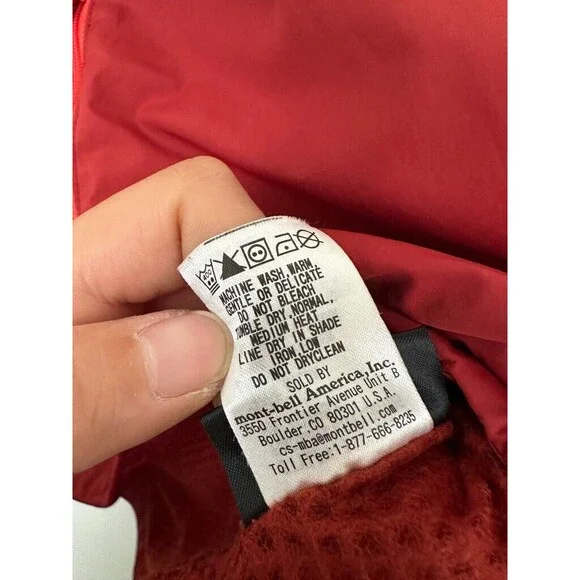 MACHINE WASH, WARM,
GENTLE OR DELICATE
DO NOT BLEACH
TUMBLE DRY, NORMAL,
MEDIUM HEAT
LINE DRY IN SHADE
IRON LOW
DO NOT DRYCLEAN
SOLD BY
mont-bell America, Inc.
3550 Frontier Avenue Unit B
Boulder, CO 80301 U.S.A.
cs-mba@montbell.com
Toll Free:1-877-666-8235